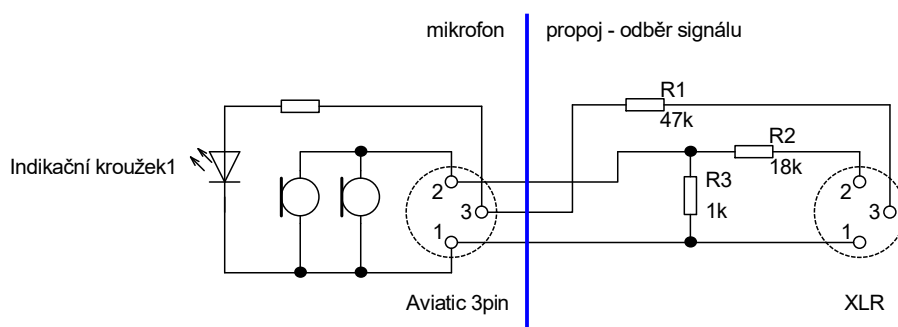 mikrofon
propoj - odběr signálu
R1
47k
R2
18k
Indikační kroužek1
R3
1k
2
3
1
2
3
1
Aviatic 3pin
XLR